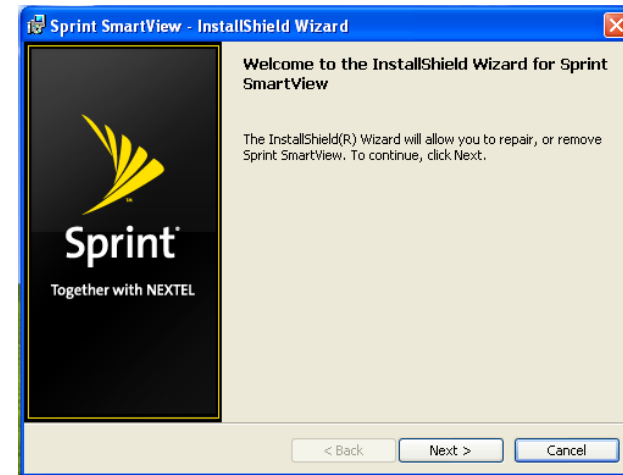 Sprint SmartView - InstallShield Wizard
Welcome to the InstallShield Wizard for Sprint
SmartView
The InstallShield(R) Wizard will allow you to repair, or remove
Sprint SmartView. To continue, click Next.
Sprint
Together with NEXTEL
< Back
Next >
Cancel